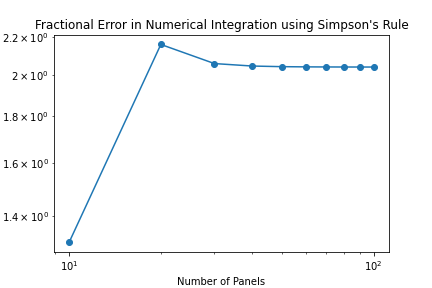 Fractional Error in Numerical Integration using Simpson's Rule
2.2 × 10⁰
2 × 10⁰
1.8 × 10⁰
1.6 × 10⁰
1.4 × 10⁰
10¹ 10²
Number of Panels